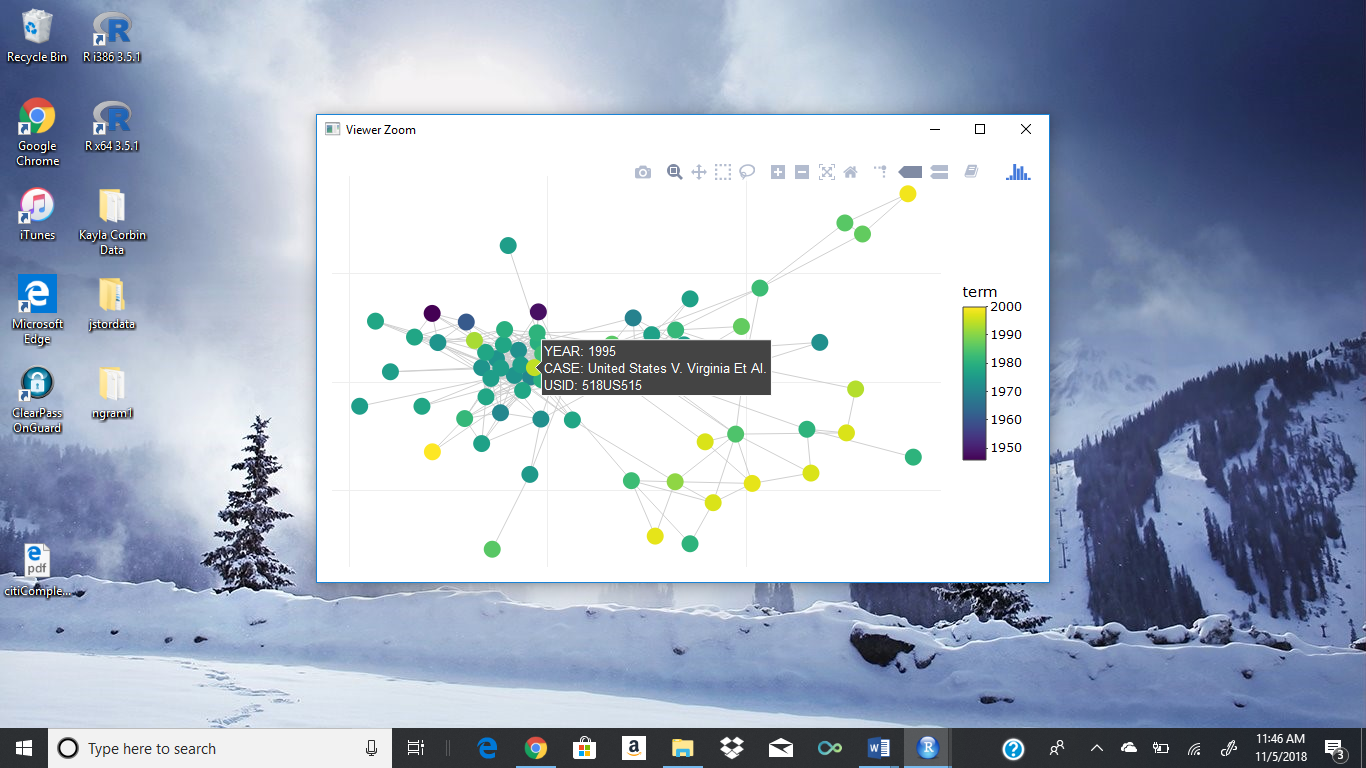 Recycle Bin
R i386 3.5.1
Google
Chrome
R x64 3.5.1
iTunes
Kayla Corbin
Data
Microsoft
Edge
jstordata
ClearPass
OnGuard
ngram1
pdf
citiComple...
Viewer Zoom
YEAR: 1995
CASE: United States V. Virginia Et Al.
USID: 518US515
term
2000
1990
1980
1970
1960
1950
Type here to search
11:46 AM
11/5/2018
3